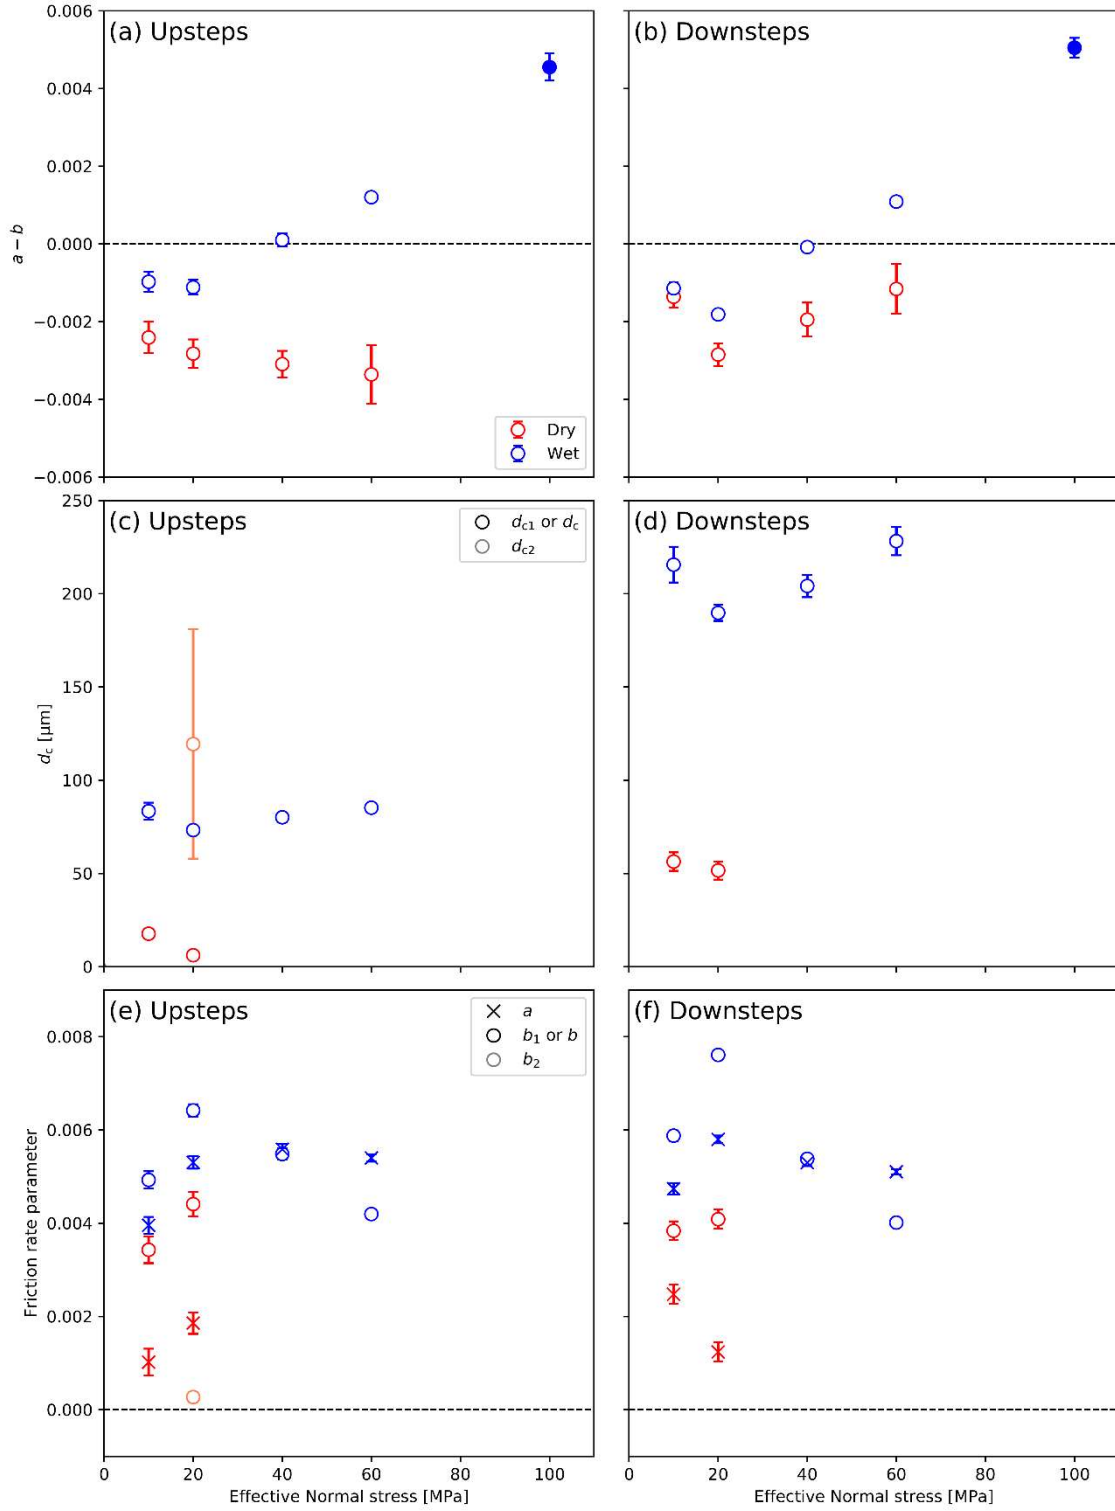 (a) Upsteps
(b) Downsteps
0.006
0.004
0.002
0.000
−0.002
−0.004
−0.006
a − b
Dry
Wet
(c) Upsteps
(d) Downsteps
250
200
150
100
50
0
dc [μm]
dc1 or dc
dc2
(e) Upsteps
(f) Downsteps
0.008
0.006
0.004
0.002
0.000
Friction rate parameter
a
b1 or b
b2
0 20 40 60 80 100
0 20 40 60 80 100
Effective Normal stress [MPa]
Effective Normal stress [MPa]